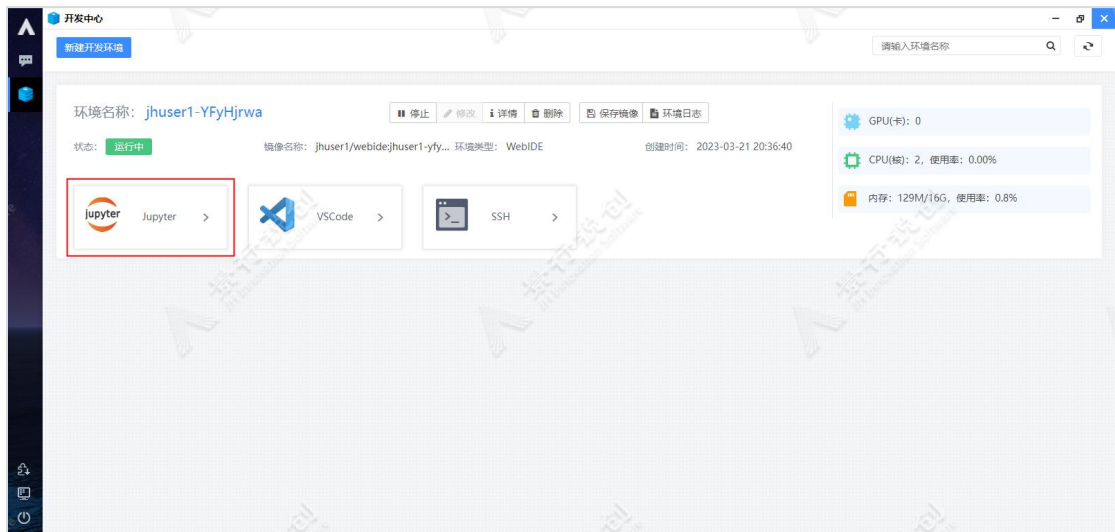 开发中心
新建开发环境
请输入环境名称
环境名称： jhuser1-YFyHjrwa
停止 修改 详情 删除 保存镜像 环境日志
GPU(卡)：0
状态： 运行中 镜像名称： jhuser1/webide:jhuser1-yfy... 环境类型： WebIDE 创建时间： 2023-03-21 20:36:40
CPU(核)：2，使用率：0.00%
内存：129M/16G，使用率：0.8%
jupyter Jupyter
VSCode
SSH